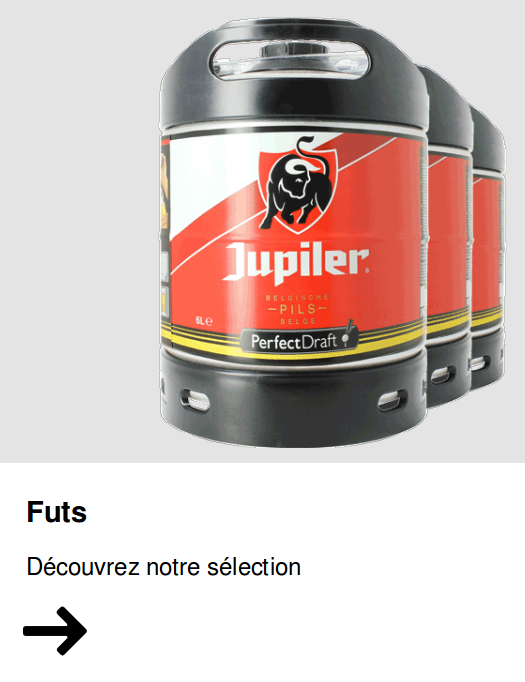 Jupiler
BELGISCHE
PILS
BELGE
6L e
PerfectDraft
Futs
Découvrez notre sélection